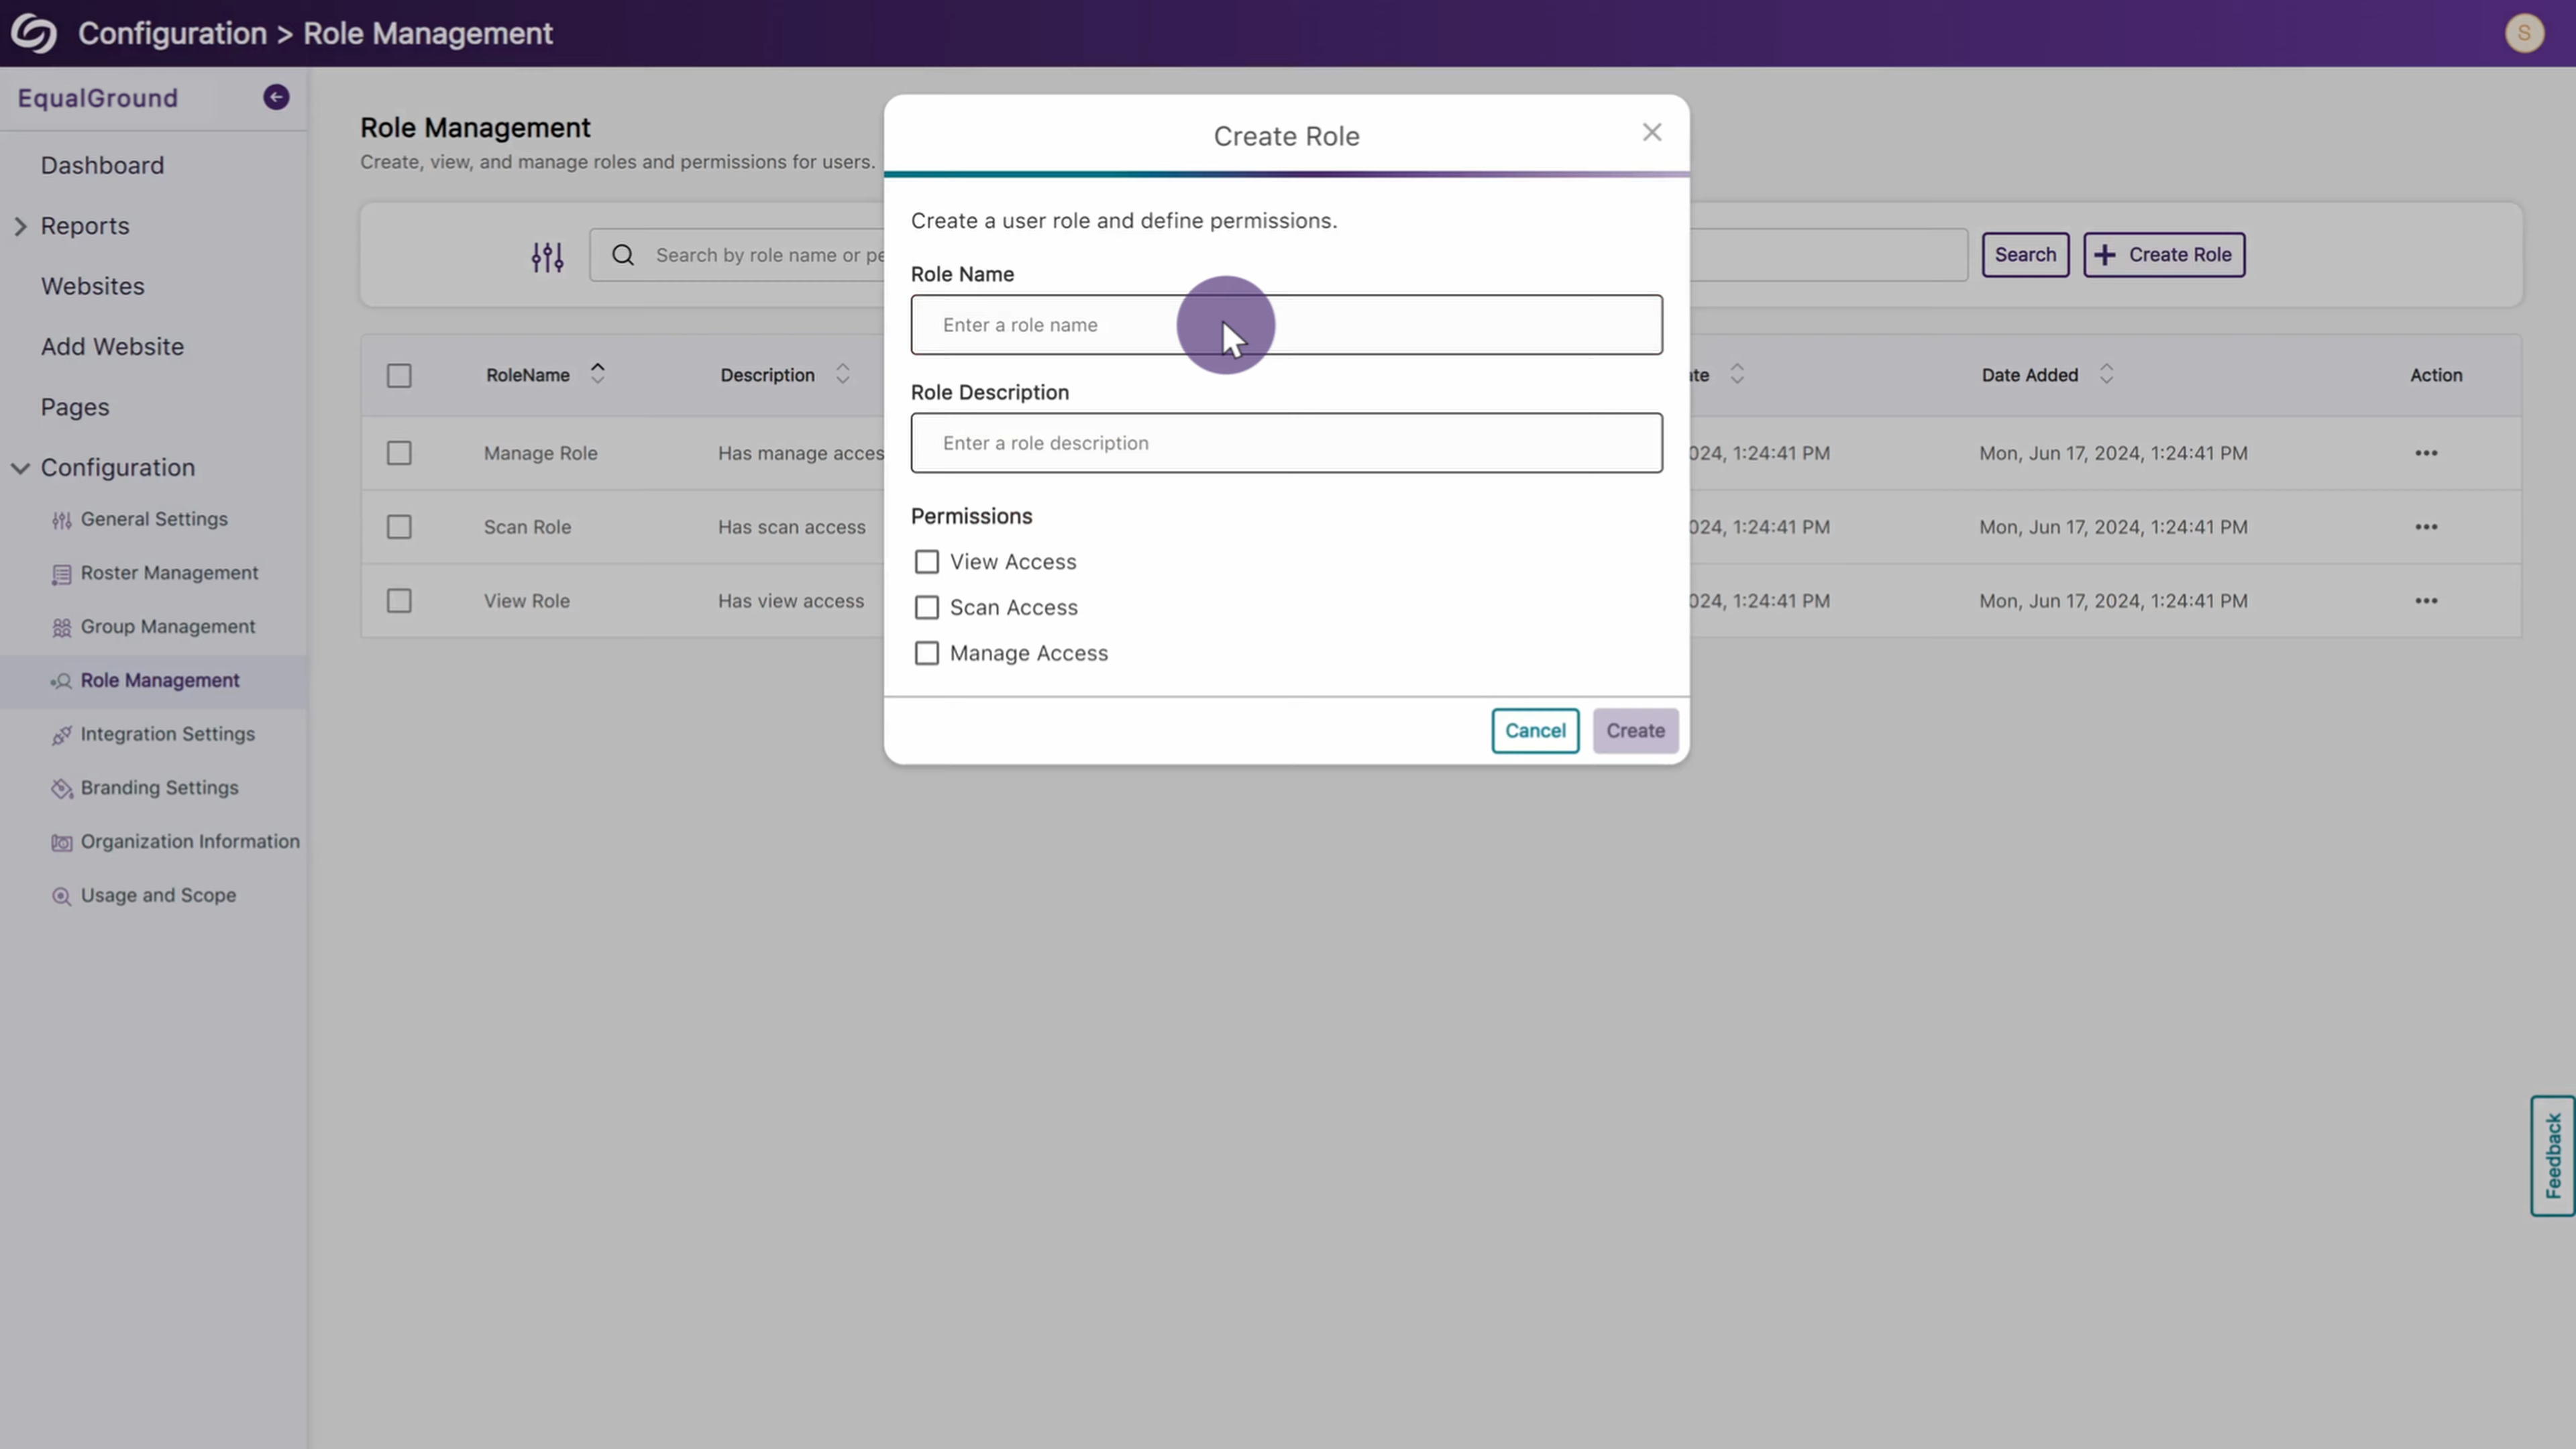 Configuration > Role Management
S
EqualGround
Dashboard
Reports
Websites
Add Website
Pages
Configuration
General Settings
Roster Management
Group Management
Role Management
Integration Settings
Branding Settings
Organization Information
Usage and Scope
Role Management
Create, view, and manage roles and permissions for users.
Search by role name or pe
Search
Create Role
RoleName Description ate Date Added Action
Manage Role Has manage acces 024, 1:24:41 PM Mon, Jun 17, 2024, 1:24:41 PM
Scan Role Has scan access 024, 1:24:41 PM Mon, Jun 17, 2024, 1:24:41 PM
View Role Has view access 024, 1:24:41 PM Mon, Jun 17, 2024, 1:24:41 PM
Create Role
Create a user role and define permissions.
Role Name
Enter a role name
Role Description
Enter a role description
Permissions
View Access
Scan Access
Manage Access
Cancel
Create
Feedback